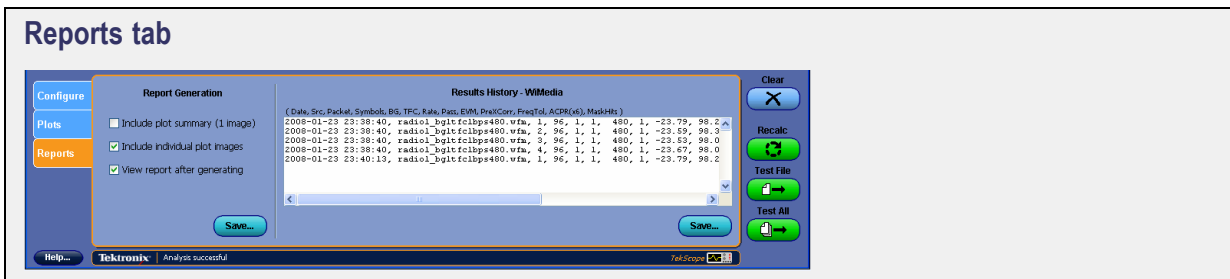 Reports tab
Configure
Plots
Reports
Report Generation
Include plot summary (1 image)
Include individual plot images
View report after generating
Save...
Results History - WiMedia
( Date, Src, Packet, Symbols, BG, TFC, Rate, Pass, EVM, PreXCorr, FreqTol, ACPR(x6), MaskHits )
2008-01-23 23:38:40, radio1_bg1tfc1bps480.wfm, 1, 96, 1, 1, 480, 1, -23.79, 98.2
2008-01-23 23:38:40, radio1_bg1tfc1bps480.wfm, 2, 96, 1, 1, 480, 1, -23.59, 98.3
2008-01-23 23:38:40, radio1_bg1tfc1bps480.wfm, 3, 96, 1, 1, 480, 1, -23.53, 98.0
2008-01-23 23:38:40, radio1_bg1tfc1bps480.wfm, 4, 96, 1, 1, 480, 1, -23.67, 98.0
2008-01-23 23:40:13, radio1_bg1tfc1bps480.wfm, 1, 96, 1, 1, 480, 1, -23.79, 98.2
Save...
Clear
Recalc
Test File
Test All
Help...
Tektronix
Analysis successful
TekScope